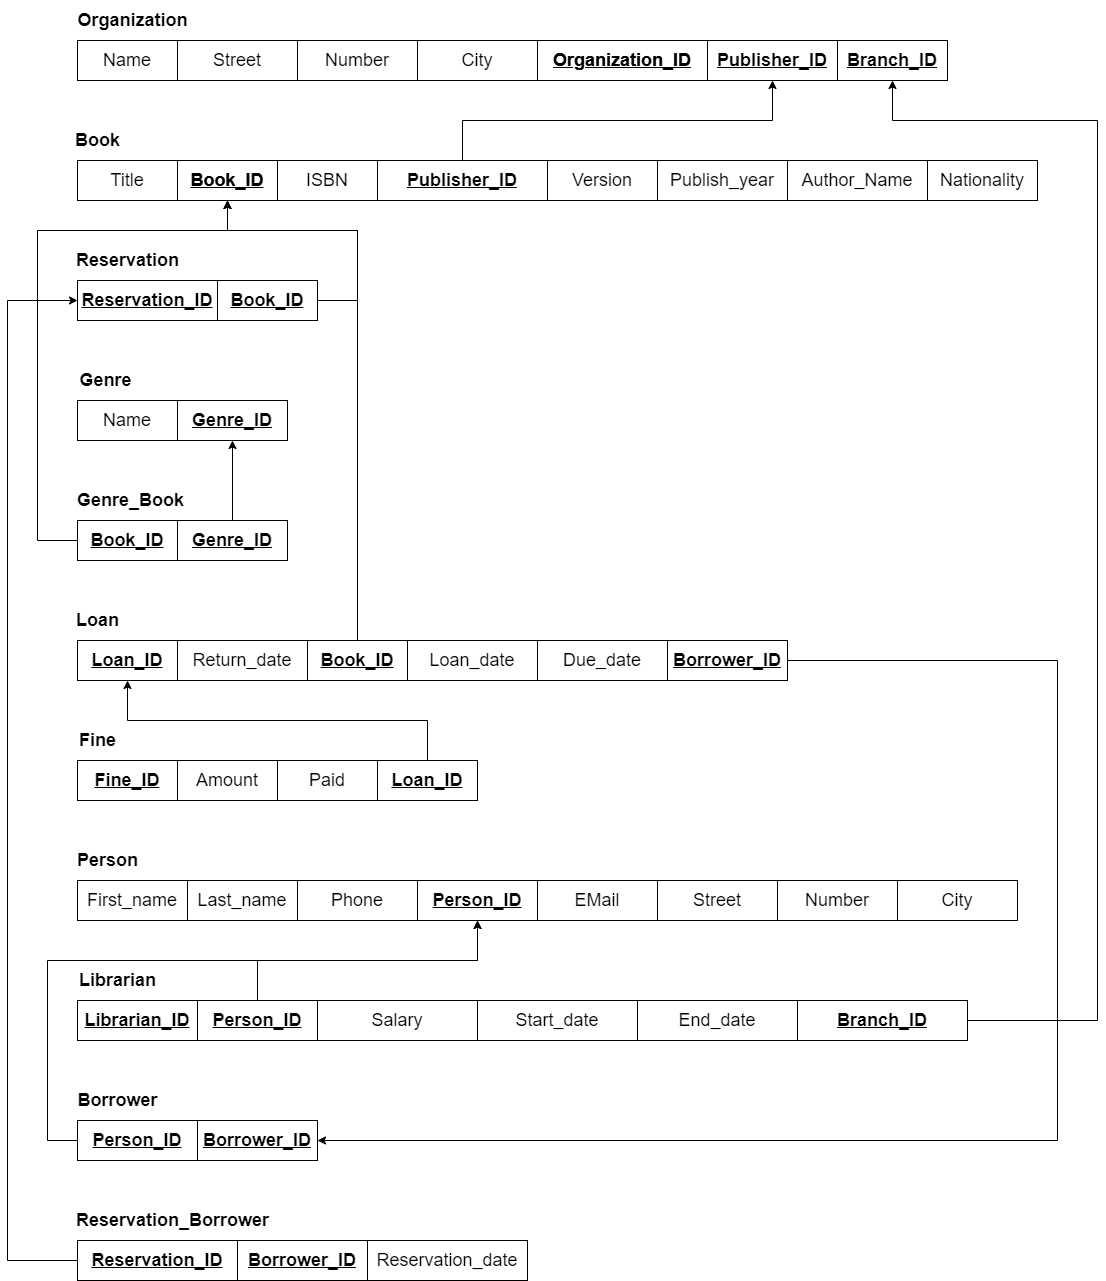 Organization
Name Street Number City Organization_ID Publisher_ID Branch_ID
Book
Title Book_ID ISBN Publisher_ID Version Publish_year Author_Name Nationality
Reservation
Reservation_ID Book_ID
Genre
Name Genre_ID
Genre_Book
Book_ID Genre_ID
Loan
Loan_ID Return_date Book_ID Loan_date Due_date Borrower_ID
Fine
Fine_ID Amount Paid Loan_ID
Person
First_name Last_name Phone Person_ID EMail Street Number City
Librarian
Librarian_ID Person_ID Salary Start_date End_date Branch_ID
Borrower
Person_ID Borrower_ID
Reservation_Borrower
Reservation_ID Borrower_ID Reservation_date